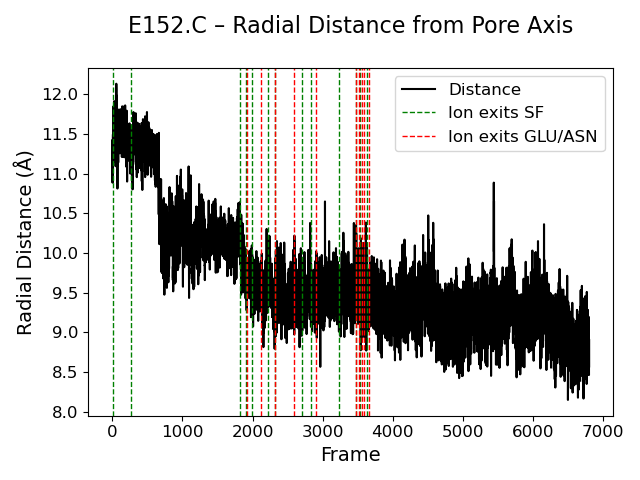 E152.C – Radial Distance from Pore Axis
Distance
Ion exits SF
Ion exits GLU/ASN
Radial Distance (Å)
12.0
11.5
11.0
10.5
10.0
9.5
9.0
8.5
8.0
0 1000 2000 3000 4000 5000 6000 7000
Frame